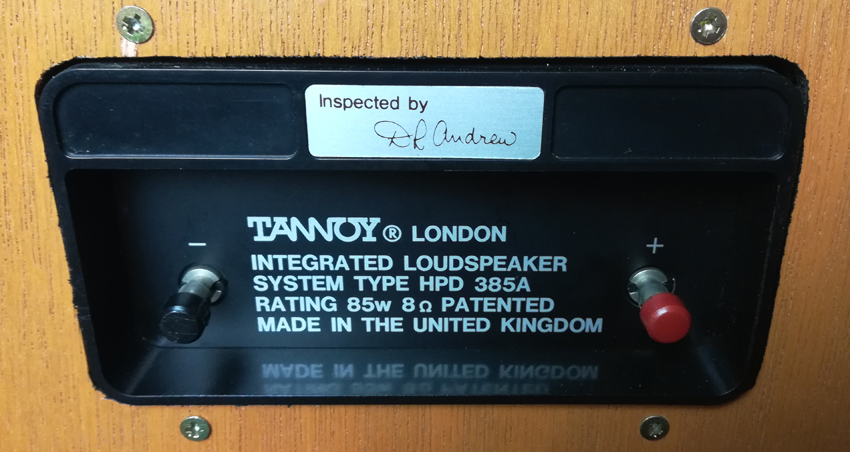 Inspected by
DL Andrew
−
+
TANNOY® LONDON
INTEGRATED LOUDSPEAKER
SYSTEM TYPE HPD 385A
RATING 85w 8Ω PATENTED
MADE IN THE UNITED KINGDOM